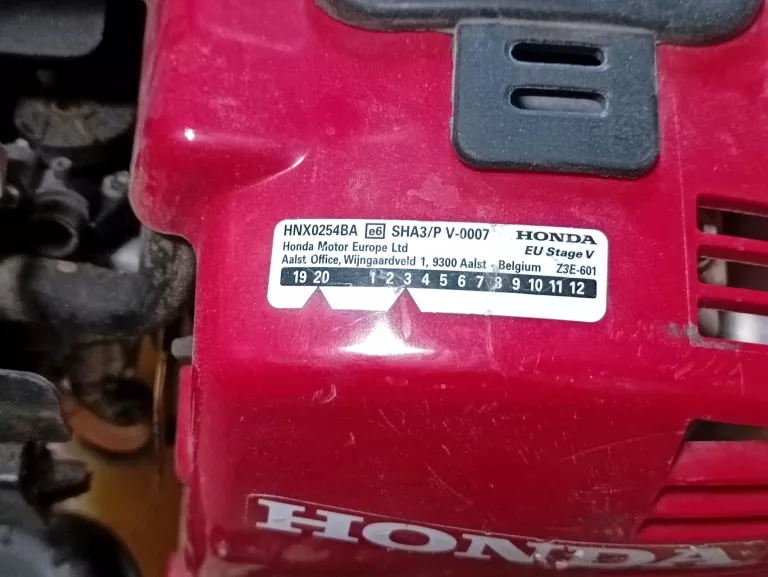 HNX0254BA e6 SHA3/P V-0007 HONDA
Honda Motor Europe Ltd EU Stage V
Aalst Office, Wijngaardveld 1, 9300 Aalst - Belgium Z3E-601
19 20 1 2 3 4 5 6 7 8 9 10 11 12
HONDA